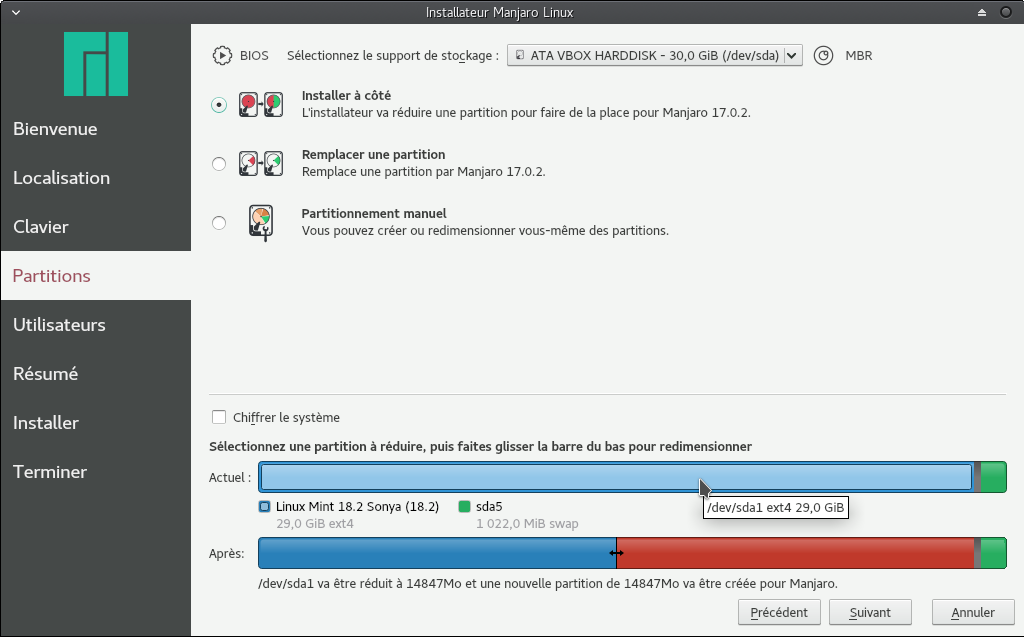 Installateur Manjaro Linux
Bienvenue
Localisation
Clavier
Partitions
Utilisateurs
Résumé
Installer
Terminer
BIOS Sélectionnez le support de stockage : ATA VBOX HARDDISK - 30,0 GiB (/dev/sda) MBR
Installer à côté
L'installateur va réduire une partition pour faire de la place pour Manjaro 17.0.2.
Remplacer une partition
Remplace une partition par Manjaro 17.0.2.
Partitionnement manuel
Vous pouvez créer ou redimensionner vous-même des partitions.
Chiffrer le système
Sélectionnez une partition à réduire, puis faites glisser la barre du bas pour redimensionner
Actuel :
Linux Mint 18.2 Sonya (18.2) sda5
/dev/sda1 ext4 29,0 GiB
29,0 GiB ext4 1 022,0 MiB swap
Après:
/dev/sda1 va être réduit à 14847Mo et une nouvelle partition de 14847Mo va être créée pour Manjaro.
Précédent Suivant Annuler